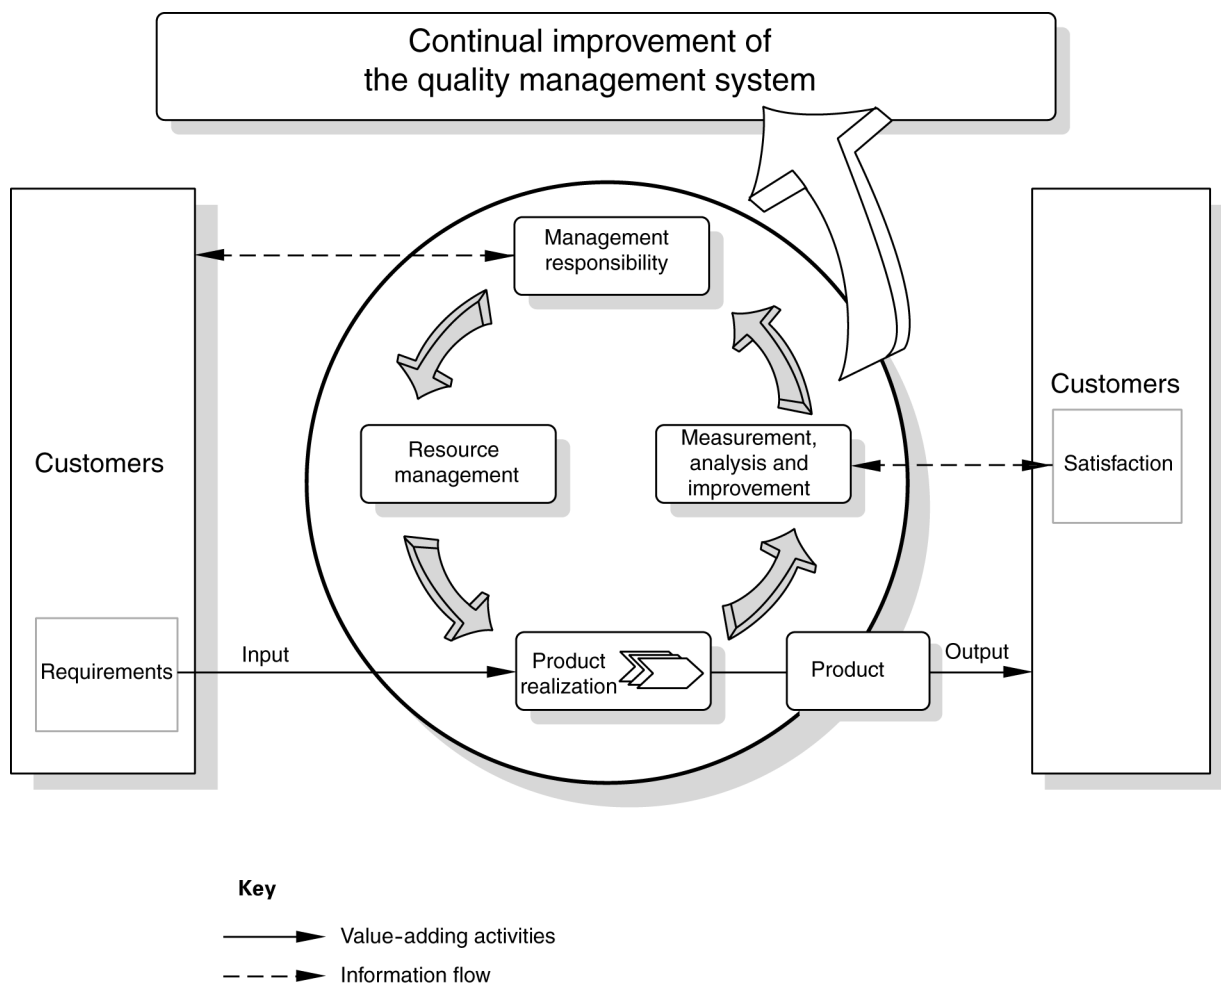 Continual improvement of
the quality management system
Management
responsibility
Customers
Resource
management
Measurement,
analysis and
improvement
Customers
Satisfaction
Requirements
Input
Product
realization
Product
Output
Key
Value-adding activities
Information flow